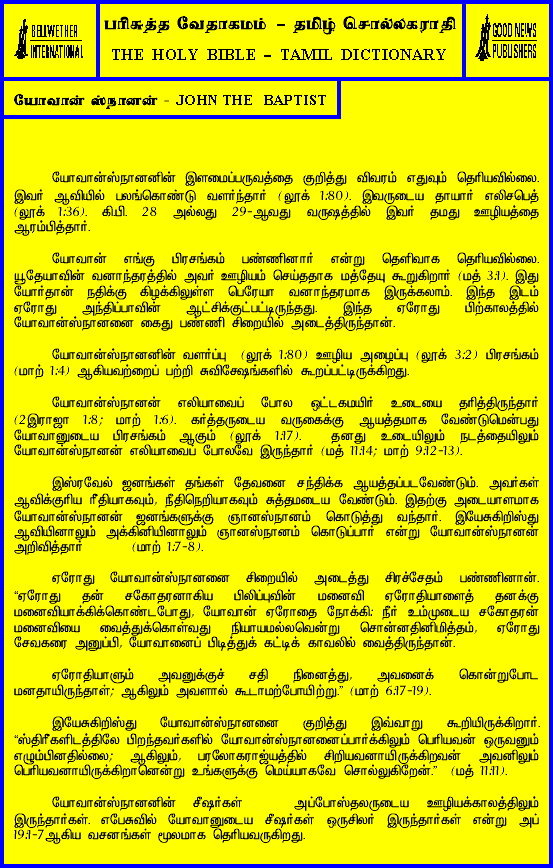 BELLWETHER
INTERNATIONAL
பரிசுத்த வேதாகமம் – தமிழ் சொல்லகராதி
THE HOLY BIBLE – TAMIL DICTIONARY
GOOD NEWS
PUBLISHERS
யோவான் ஸ்நானன் - JOHN THE BAPTIST
யோவான்ஸ்நானனின் இளமைப்பருவத்தை குறித்து விவரம் எதுவும் தெரியவில்லை.
இவர் ஆவியில் பலங்கொண்டு வளர்ந்தார் (லூக் 1:80). இவருடைய தாயார் எலிசபெத்
(லூக் 1:36). கி.பி. 28 அல்லது 29-ஆவது வருஷத்தில் இவர் தமது ஊழியத்தை
ஆரம்பித்தார்.
யோவான் எங்கு பிரசங்கம் பண்ணினார் என்று தெளிவாக தெரியவில்லை.
யூதேயாவின் வனாந்தரத்தில் அவர் ஊழியம் செய்ததாக மத்தேயு கூறுகிறார் (மத் 3:1). இது
யோர்தான் நதிக்கு கிழக்கிலுள்ள பெரேயா வனாந்தரமாக இருக்கலாம். இந்த இடம்
ஏரோது அந்திப்பாவின் ஆட்சிக்குட்பட்டிருந்தது. இந்த ஏரோது பிற்காலத்தில்
யோவான்ஸ்நானனை கைது பண்ணி சிறையில் அடைத்திருந்தான்.
யோவான்ஸ்நானனின் வளர்ப்பு (லூக் 1:80) ஊழிய அழைப்பு (லூக் 3:2) பிரசங்கம்
(மாற் 1:4) ஆகியவற்றைப் பற்றி சுவிசேஷங்களில் கூறப்பட்டிருக்கிறது.
யோவான்ஸ்நானன் எலியாவைப் போல ஒட்டகமயிர் உடையை தரித்திருந்தார்
(2இராஜா 1:8; மாற் 1:6). கர்த்தருடைய வருகைக்கு ஆயத்தமாக வேண்டுமென்பது
யோவானுடைய பிரசங்கம் ஆகும் (லூக் 1:17). தனது உடையிலும் நடத்தையிலும்
யோவான்ஸ்நானன் எலியாவைப் போலவே இருந்தார் (மத் 11:14; மாற் 9:12-13).
இஸ்ரவேல் ஜனங்கள் தங்கள் தேவனை சந்திக்க ஆயத்தப்படவேண்டும். அவர்கள்
ஆவிக்குரிய ரீதியாகவும், நீதிநெறியாகவும் சுத்தமடைய வேண்டும். இதற்கு அடையாளமாக
யோவான்ஸ்நானன் ஜனங்களுக்கு ஞானஸ்நானம் கொடுத்து வந்தார். இயேசுகிறிஸ்து
ஆவியினாலும் அக்கினியினாலும் ஞானஸ்நானம் கொடுப்பார் என்று யோவான்ஸ்நானன்
அறிவித்தார் (மாற் 1:7-8).
ஏரோது யோவான்ஸ்நானனை சிறையில் அடைத்து சிரச்சேதம் பண்ணினான்.
“ஏரோது தன் சகோதரனாகிய பிலிப்புவின் மனைவி ஏரோதியாளைத் தனக்கு
மனைவியாக்கிக்கொண்டபோது, யோவான் ஏரோதை நோக்கி: நீர் உம்முடைய சகோதரன்
மனைவியை வைத்துக்கொள்வது நியாயமல்லவென்று சொன்னதினிமித்தம், ஏரோது
சேவகரை அனுப்பி, யோவானைப் பிடித்துக் கட்டிக் காவலில் வைத்திருந்தான்.
ஏரோதியாளும் அவனுக்குச் சதி நினைத்து, அவனைக் கொன்றுபோட
மனதாயிருந்தாள்; ஆகிலும் அவளால் கூடாமற்போயிற்று.” (மாற் 6:17-19).
இயேசுகிறிஸ்து யோவான்ஸ்நானனை குறித்து இவ்வாறு கூறியிருக்கிறார்.
“ஸ்திரீகளிடத்திலே பிறந்தவர்களில் யோவான்ஸ்நானனைப்பார்க்கிலும் பெரியவன் ஒருவனும்
எழும்பினதில்லை; ஆகிலும், பரலோகராஜ்யத்தில் சிறியவனாயிருக்கிறவன் அவனிலும்
பெரியவனாயிருக்கிறானென்று உங்களுக்கு மெய்யாகவே சொல்லுகிறேன்.” (மத் 11:11).
யோவான்ஸ்நானனின் சீஷர்கள் அப்போஸ்தலருடைய ஊழியக்காலத்திலும்
இருந்தார்கள். எபேசுவில் யோவானுடைய சீஷர்கள் ஒருசிலர் இருந்தார்கள் என்று அப்
19:1-7ஆகிய வசனங்கள் மூலமாக தெரியவருகிறது.